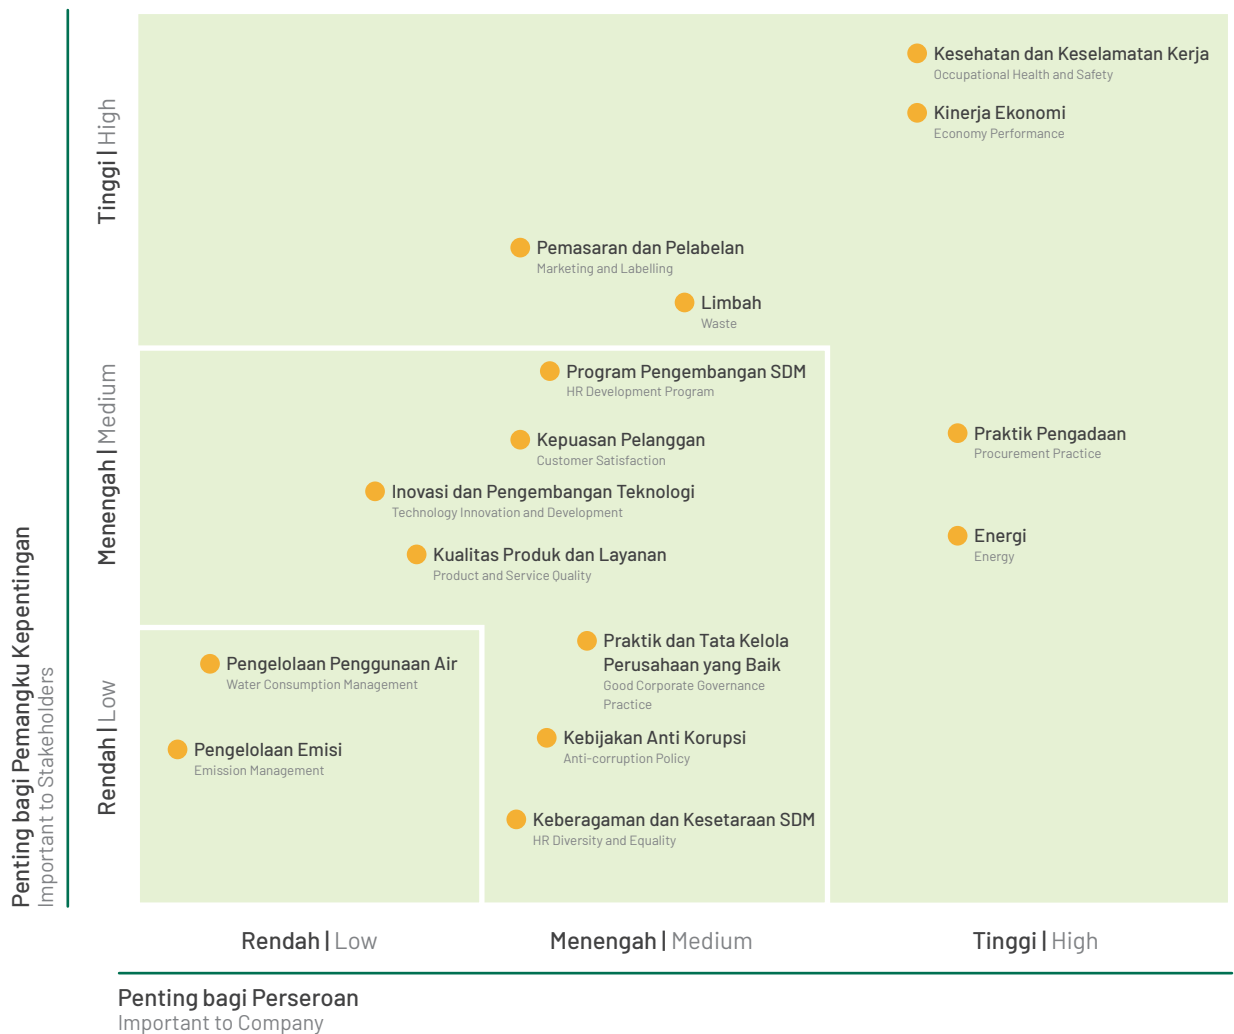 Penting bagi Pemangku Kepentingan
Important to Stakeholders
Tinggi | High
Menengah | Medium
Rendah | Low
Kesehatan dan Keselamatan Kerja
Occupational Health and Safety
Kinerja Ekonomi
Economy Performance
Pemasaran dan Pelabelan
Marketing and Labelling
Limbah
Waste
Program Pengembangan SDM
HR Development Program
Kepuasan Pelanggan
Customer Satisfaction
Praktik Pengadaan
Procurement Practice
Inovasi dan Pengembangan Teknologi
Technology Innovation and Development
Kualitas Produk dan Layanan
Product and Service Quality
Energi
Energy
Praktik dan Tata Kelola
Perusahaan yang Baik
Good Corporate Governance
Practice
Pengelolaan Penggunaan Air
Water Consumption Management
Kebijakan Anti Korupsi
Anti-corruption Policy
Pengelolaan Emisi
Emission Management
Keberagaman dan Kesetaraan SDM
HR Diversity and Equality
Rendah | Low
Menengah | Medium
Tinggi | High
Penting bagi Perseroan
Important to Company